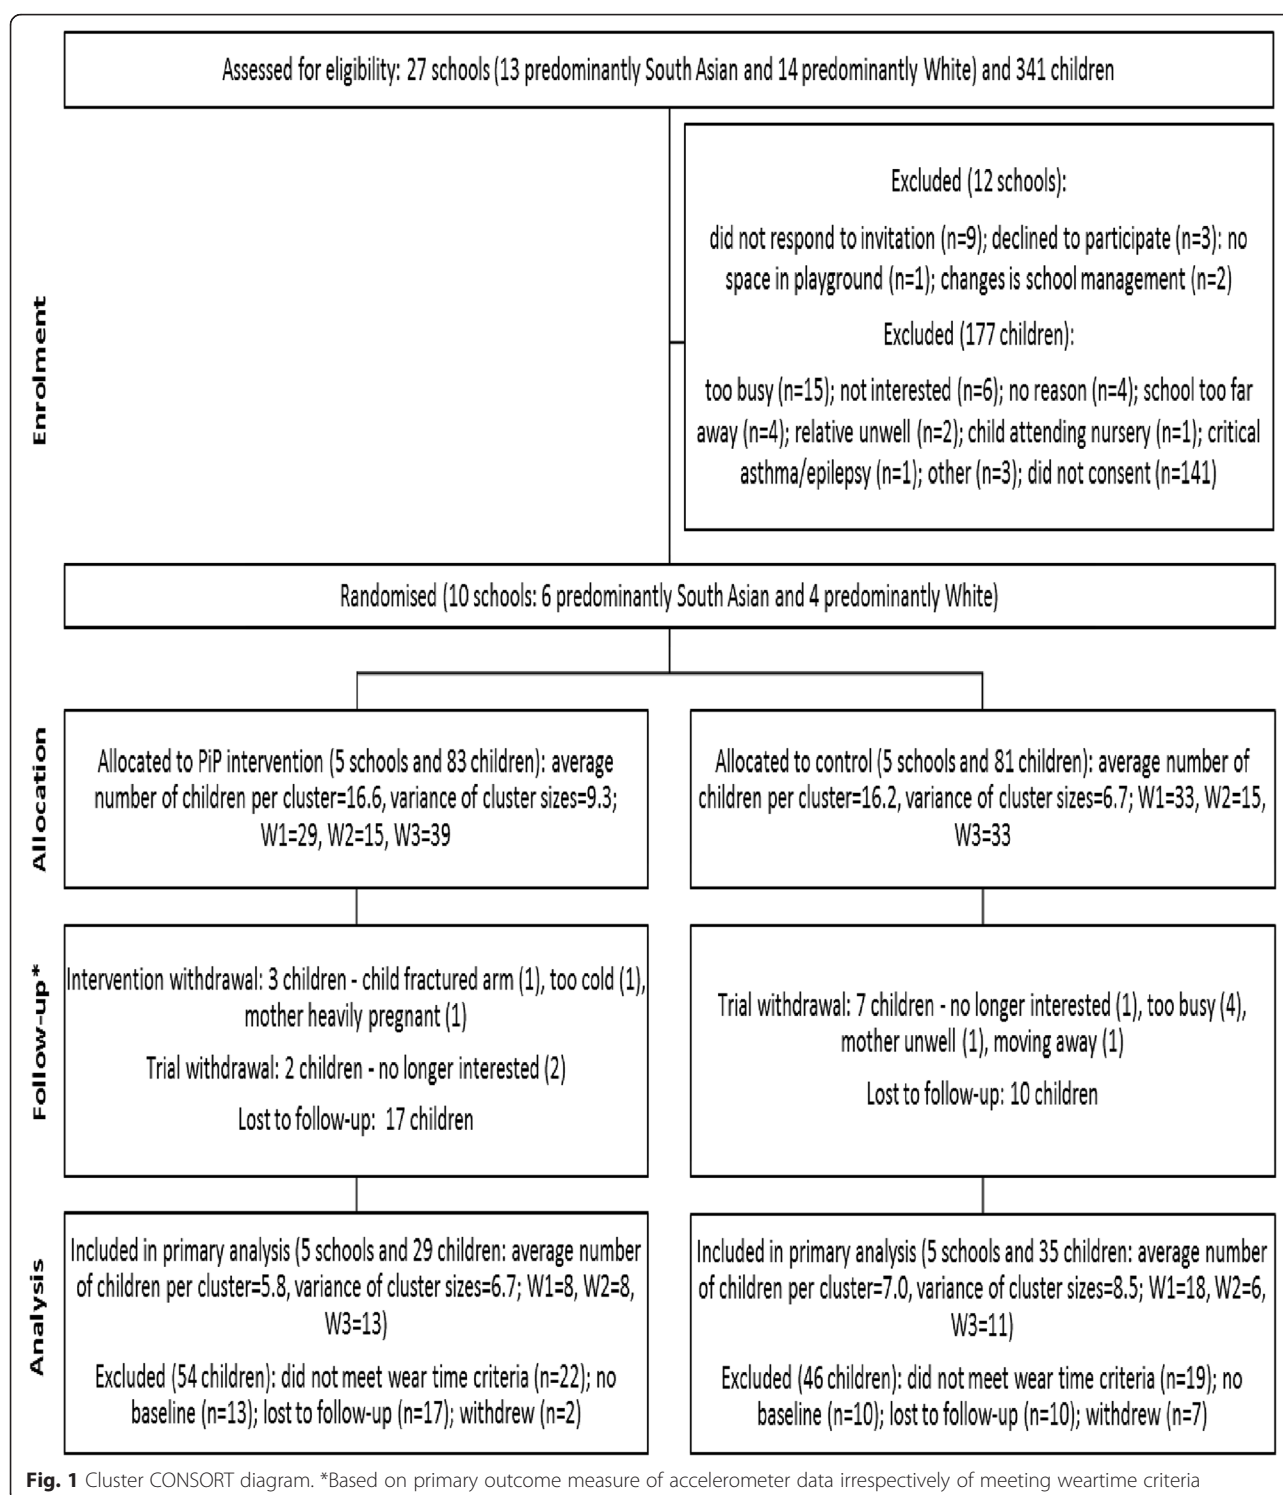 Assessed for eligibility: 27 schools (13 predominantly South Asian and 14 predominantly White) and 341 children
Enrolment
Excluded (12 schools):
did not respond to invitation (n=9); declined to participate (n=3): no
space in playground (n=1); changes is school management (n=2)
Excluded (177 children):
too busy (n=15); not interested (n=6); no reason (n=4); school too far
away (n=4); relative unwell (n=2); child attending nursery (n=1); critical
asthma/epilepsy (n=1); other (n=3); did not consent (n=141)
Randomised (10 schools: 6 predominantly South Asian and 4 predominantly White)
Allocation
Allocated to PiP intervention (5 schools and 83 children): average
number of children per cluster=16.6, variance of cluster sizes=9.3;
W1=29, W2=15, W3=39
Allocated to control (5 schools and 81 children): average number of
children per cluster=16.2, variance of cluster sizes=6.7; W1=33, W2=15,
W3=33
Follow-up*
Intervention withdrawal: 3 children - child fractured arm (1), too cold (1),
mother heavily pregnant (1)
Trial withdrawal: 2 children - no longer interested (2)
Lost to follow-up: 17 children
Trial withdrawal: 7 children - no longer interested (1), too busy (4),
mother unwell (1), moving away (1)
Lost to follow-up: 10 children
Analysis
Included in primary analysis (5 schools and 29 children: average number
of children per cluster=5.8, variance of cluster sizes=6.7; W1=8, W2=8,
W3=13)
Excluded (54 children): did not meet wear time criteria (n=22); no
baseline (n=13); lost to follow-up (n=17); withdrew (n=2)
Included in primary analysis (5 schools and 35 children: average number
of children per cluster=7.0, variance of cluster sizes=8.5; W1=18, W2=6,
W3=11)
Excluded (46 children): did not meet wear time criteria (n=19); no
baseline (n=10); lost to follow-up (n=10); withdrew (n=7)
Fig. 1 Cluster CONSORT diagram. *Based on primary outcome measure of accelerometer data irrespectively of meeting weartime criteria